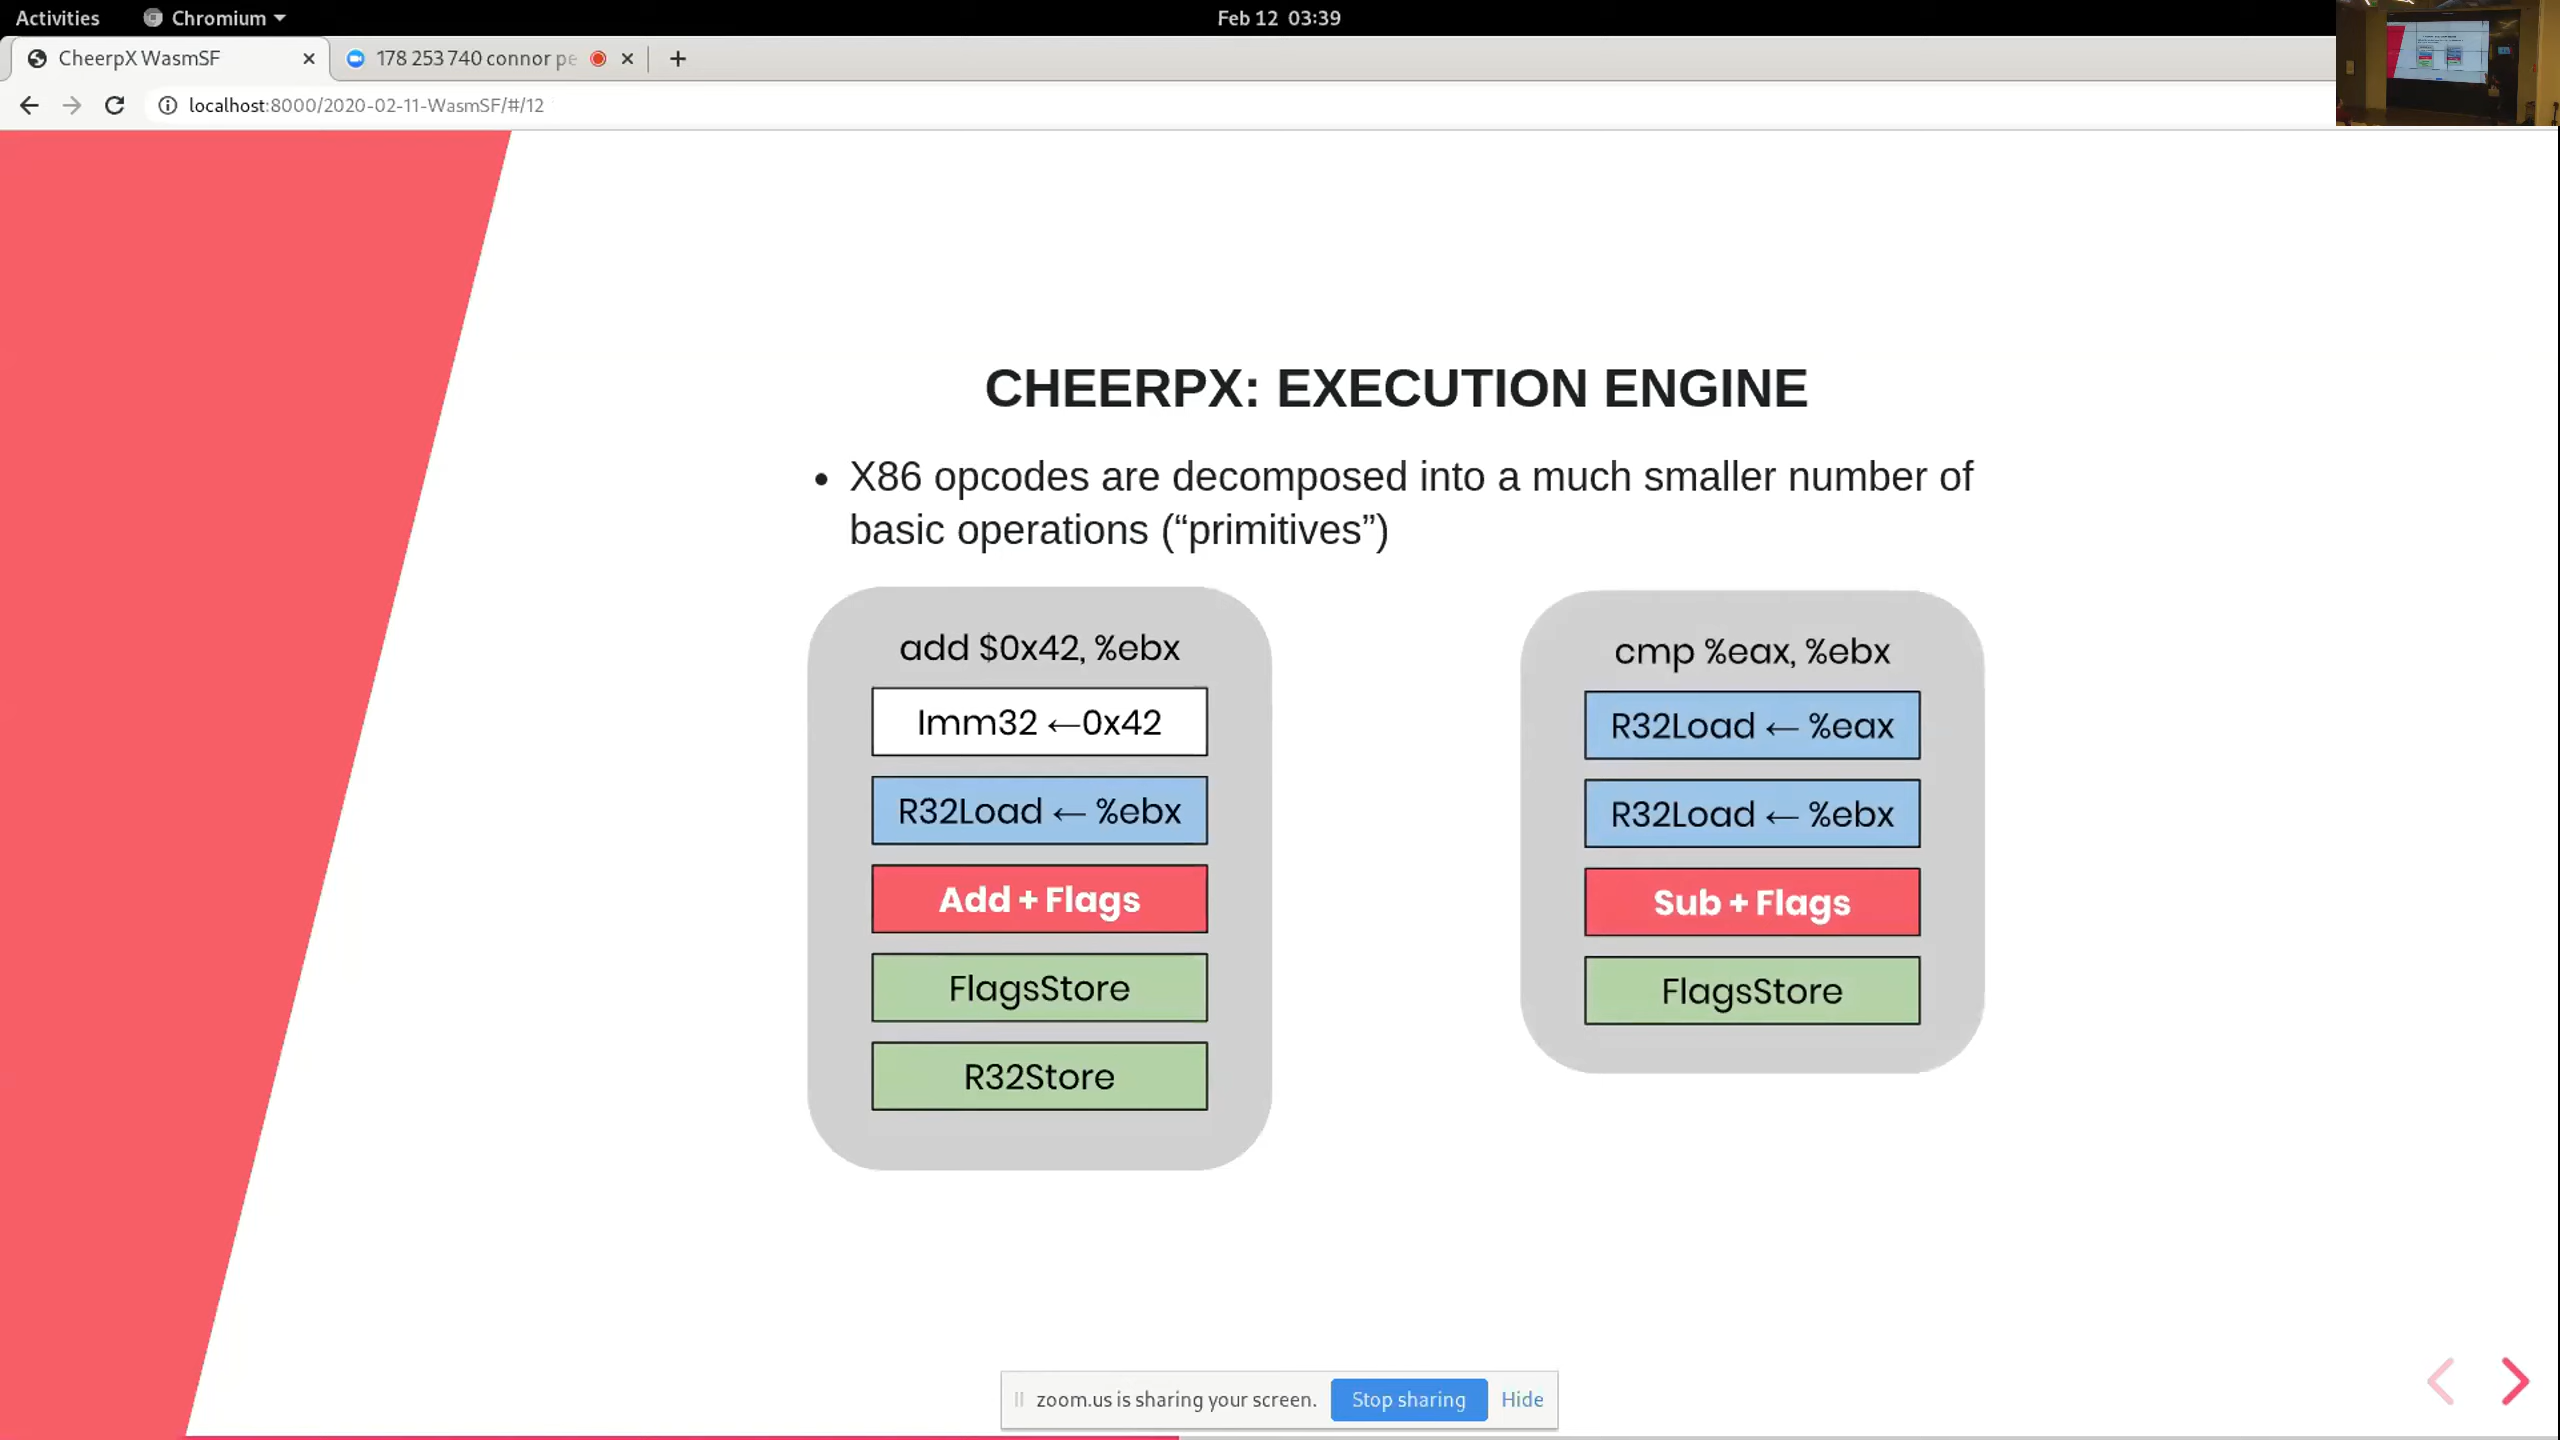 Activities
Chromium
Feb 12 03:39
CheerpX WasmSF
178 253 740 connor pe
localhost:8000/2020-02-11-WasmSF/#/12
CHEERPX: EXECUTION ENGINE
• X86 opcodes are decomposed into a much smaller number of
basic operations (“primitives”)
add $0x42, %ebx
Imm32 ←0x42
R32Load ← %ebx
Add + Flags
FlagsStore
R32Store
cmp %eax, %ebx
R32Load ← %eax
R32Load ← %ebx
Sub + Flags
FlagsStore
zoom.us is sharing your screen.
Stop sharing
Hide